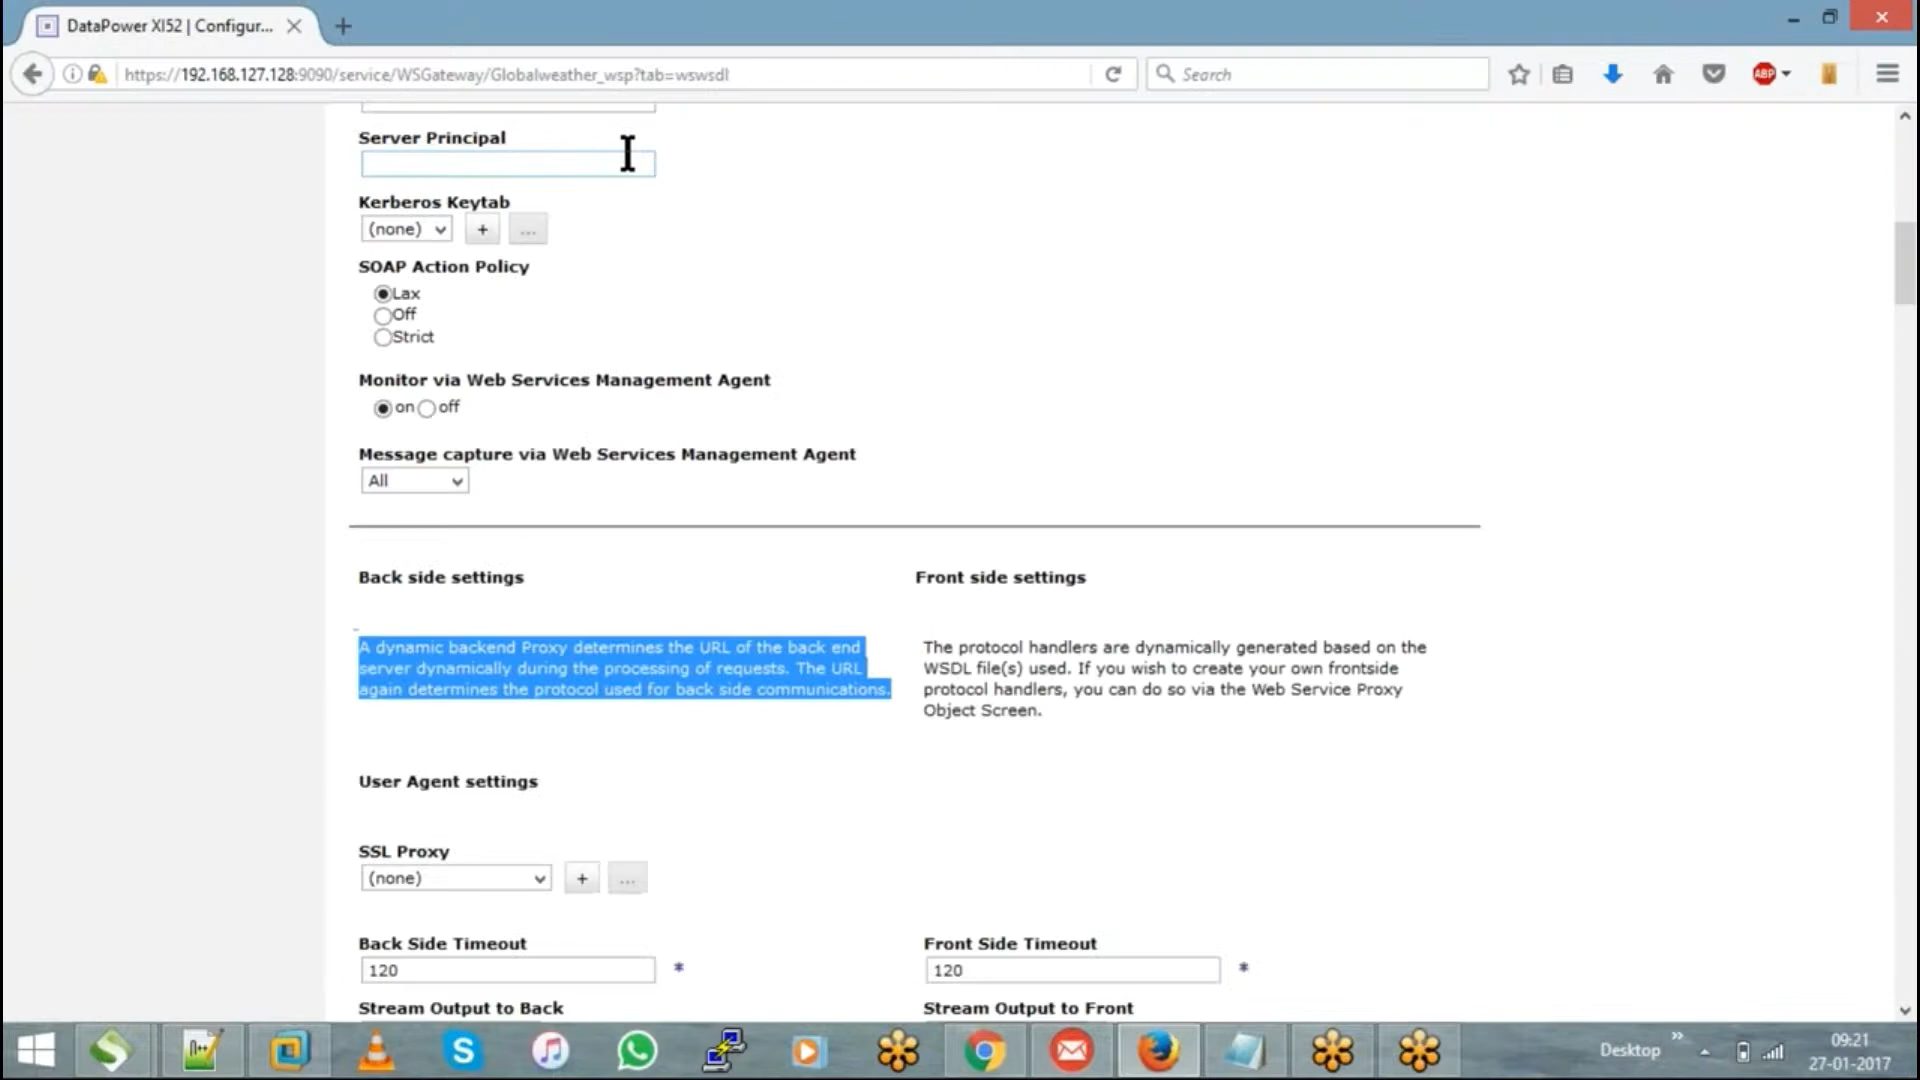 DataPower XI52 | Configur...
https://192.168.127.128:9090/service/WSGateway/Globalweather_wsp?tab=wswsdl
Search
ABP
Server Principal
Kerberos Keytab
(none)
+
...
SOAP Action Policy
Lax
Off
Strict
Monitor via Web Services Management Agent
on off
Message capture via Web Services Management Agent
All
Back side settings
Front side settings
A dynamic backend Proxy determines the URL of the back end
server dynamically during the processing of requests. The URL
again determines the protocol used for back side communications.
The protocol handlers are dynamically generated based on the
WSDL file(s) used. If you wish to create your own frontside
protocol handlers, you can do so via the Web Service Proxy
Object Screen.
User Agent settings
SSL Proxy
(none)
+
...
Back Side Timeout
120 *
Front Side Timeout
120 *
Stream Output to Back
Stream Output to Front
Desktop
09:21
27-01-2017